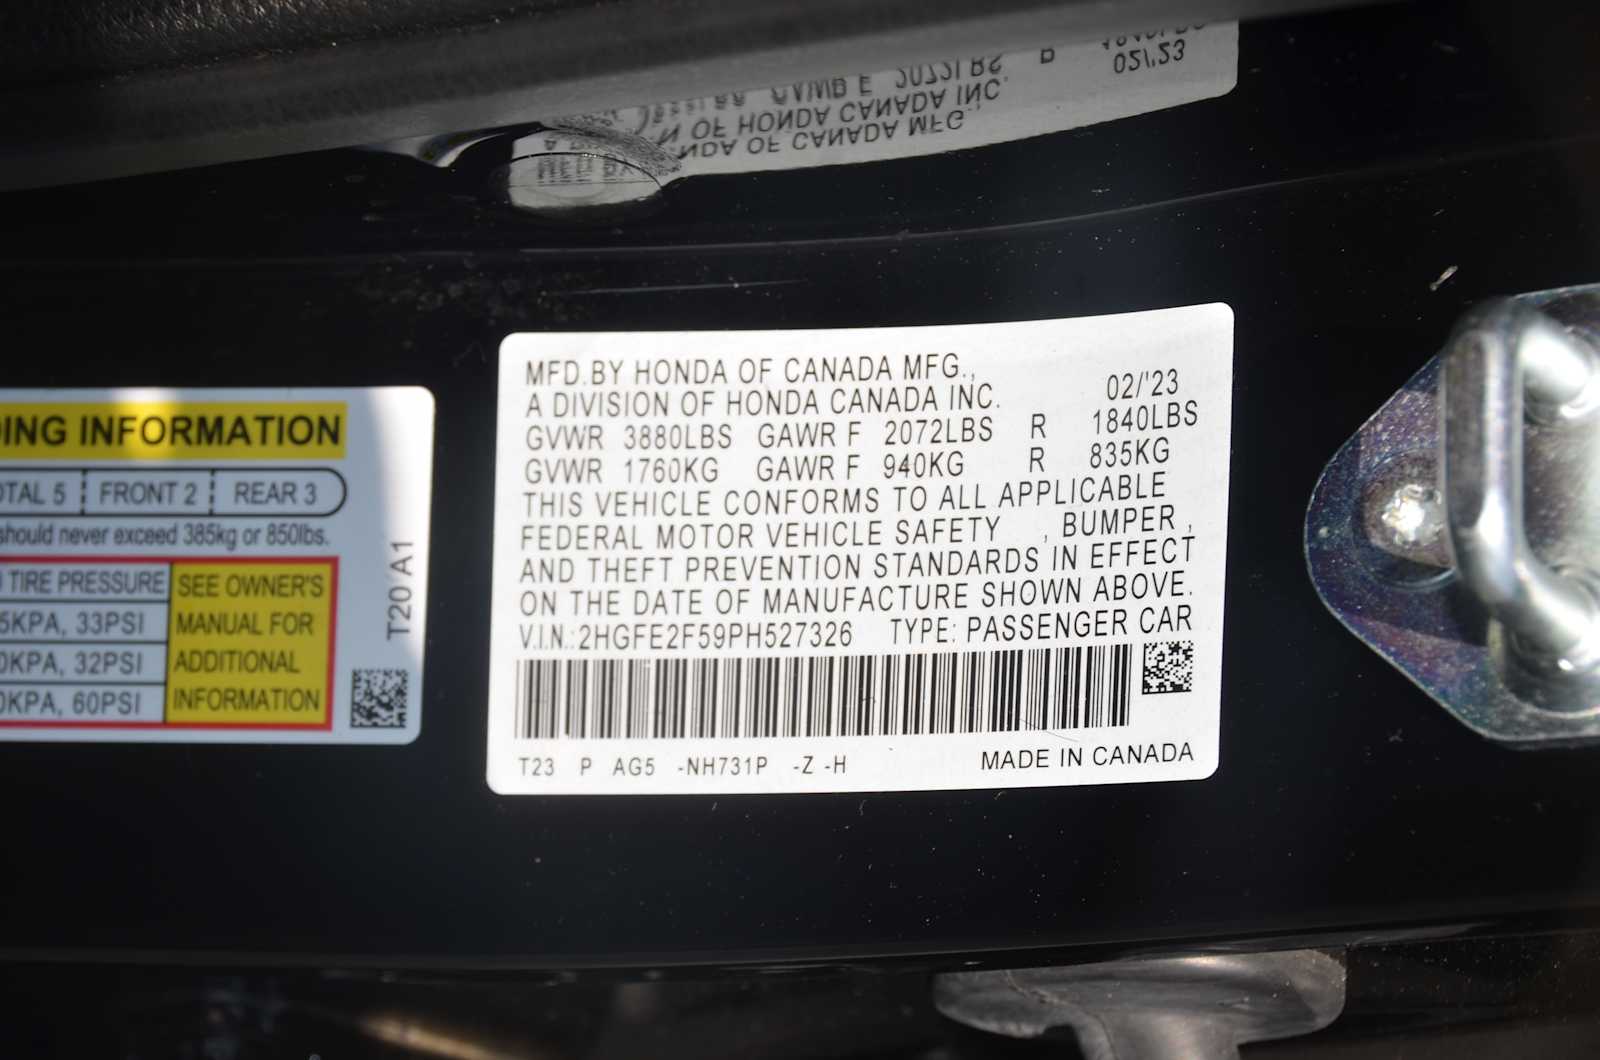 DING INFORMATION
OTAL 5 FRONT 2 REAR 3
should never exceed 385kg or 850lbs.
TIRE PRESSURE
5KPA, 33PSI
0KPA, 32PSI
0KPA, 60PSI
SEE OWNER'S
MANUAL FOR
ADDITIONAL
INFORMATION
T20 A1
MFD.BY HONDA OF CANADA MFG.,
A DIVISION OF HONDA CANADA INC. 02/'23
GVWR 3880LBS GAWR F 2072LBS R 1840LBS
GVWR 1760KG GAWR F 940KG R 835KG
THIS VEHICLE CONFORMS TO ALL APPLICABLE
FEDERAL MOTOR VEHICLE SAFETY , BUMPER,
AND THEFT PREVENTION STANDARDS IN EFFECT
ON THE DATE OF MANUFACTURE SHOWN ABOVE.
V.I.N.:2HGFE2F59PH527326 TYPE: PASSENGER CAR
T23 P AG5 -NH731P -Z -H MADE IN CANADA